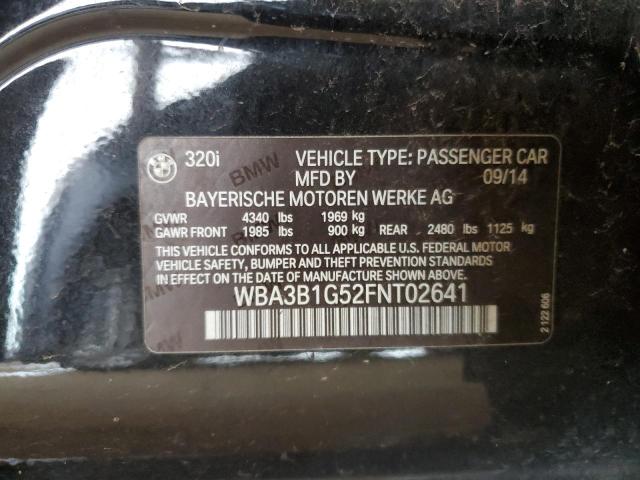 320i VEHICLE TYPE: PASSENGER CAR
MFD BY 09/14
BAYERISCHE MOTOREN WERKE AG
GVWR 4340 lbs 1969 kg
GAWR FRONT 1985 lbs 900 kg REAR 2480 lbs 1125 kg
THIS VEHICLE CONFORMS TO ALL APPLICABLE U.S. FEDERAL MOTOR
VEHICLE SAFETY, BUMPER AND THEFT PREVENTION STANDARDS
IN EFFECT ON THE DATE OF MANUFACTURE SHOWN ABOVE.
WBA3B1G52FNT02641
2 122 606
BMW
BMW
BMW